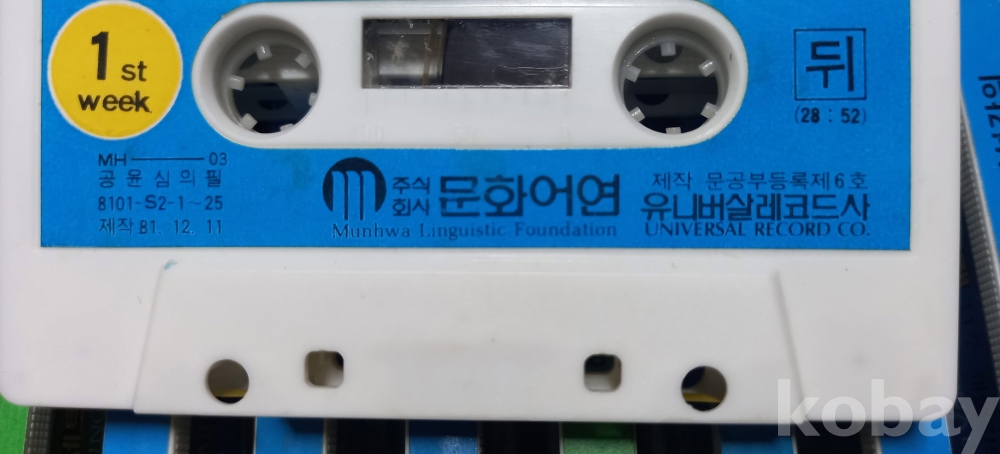 1 st
week
뒤
(28 : 52)
MH———03
공 윤 심 의 필
8101-S2-1~25
제작 81. 12. 11
주식
회사 문화어연
Munhwa Linguistic Foundation
제작 문공부등록제6호
유니버살레코드사
UNIVERSAL RECORD CO.
kobay